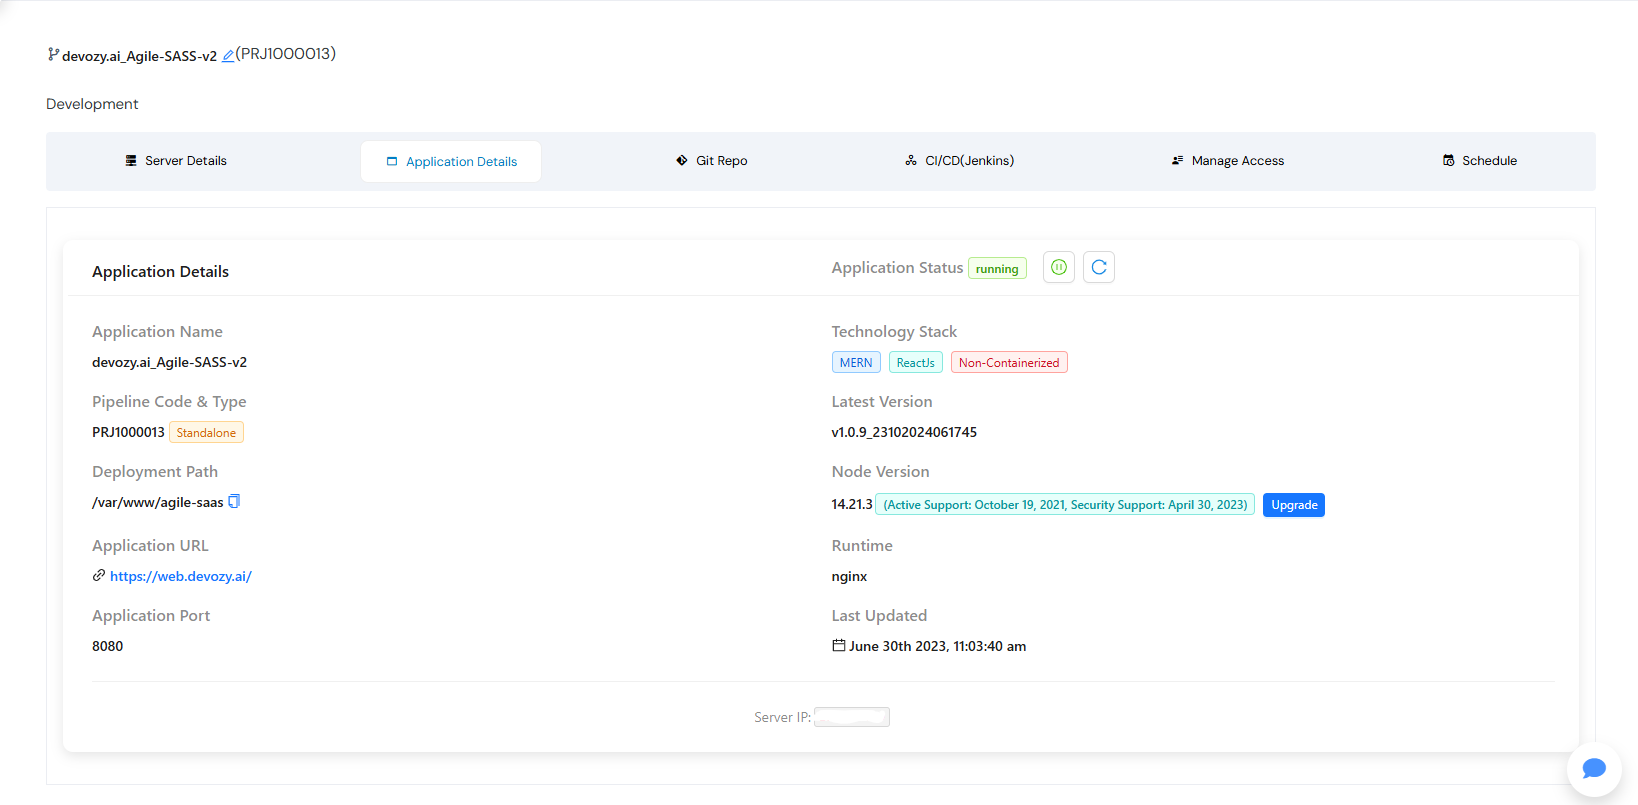 devozy.ai_Agile-SASS-v2 (PRJ1000013)
Development
Server Details Application Details Git Repo CI/CD(Jenkins) Manage Access Schedule
Application Details Application Status running
Application Name Technology Stack
devozy.ai_Agile-SASS-v2 MERN ReactJs Non-Containerized
Pipeline Code & Type Latest Version
PRJ1000013 Standalone v1.0.9_23102024061745
Deployment Path Node Version
/var/www/agile-saas 14.21.3 (Active Support: October 19, 2021, Security Support: April 30, 2023) Upgrade
Application URL Runtime
https://web.devozy.ai/ nginx
Application Port Last Updated
8080 June 30th 2023, 11:03:40 am
Server IP: